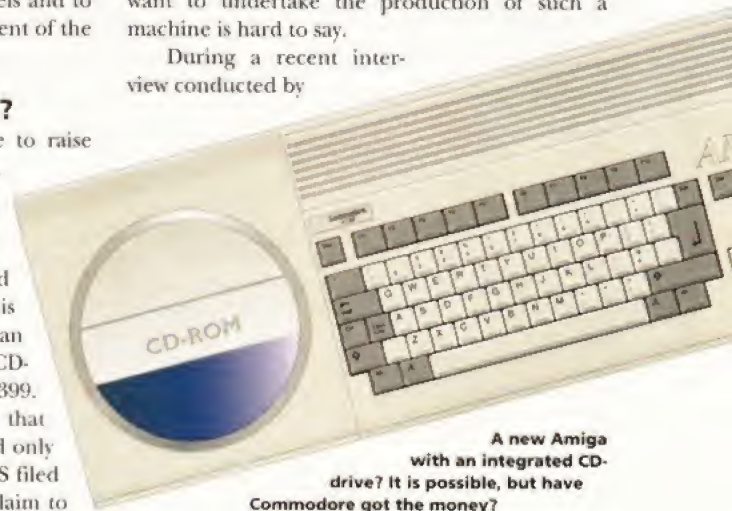 els and to
ent of the
?
e to raise
d
is
an
CD-
399.
that
d only
S filed
laim to
want to undertake the production of such a
machine is hard to say.
During a recent inter-
view conducted by
Commodore
AM
CD-ROM
Q W E R T Y U I O P
A S D F G H J K L
Z X C V B N M
A new Amiga
with an integrated CD-
drive? It is possible, but have
Commodore got the money?